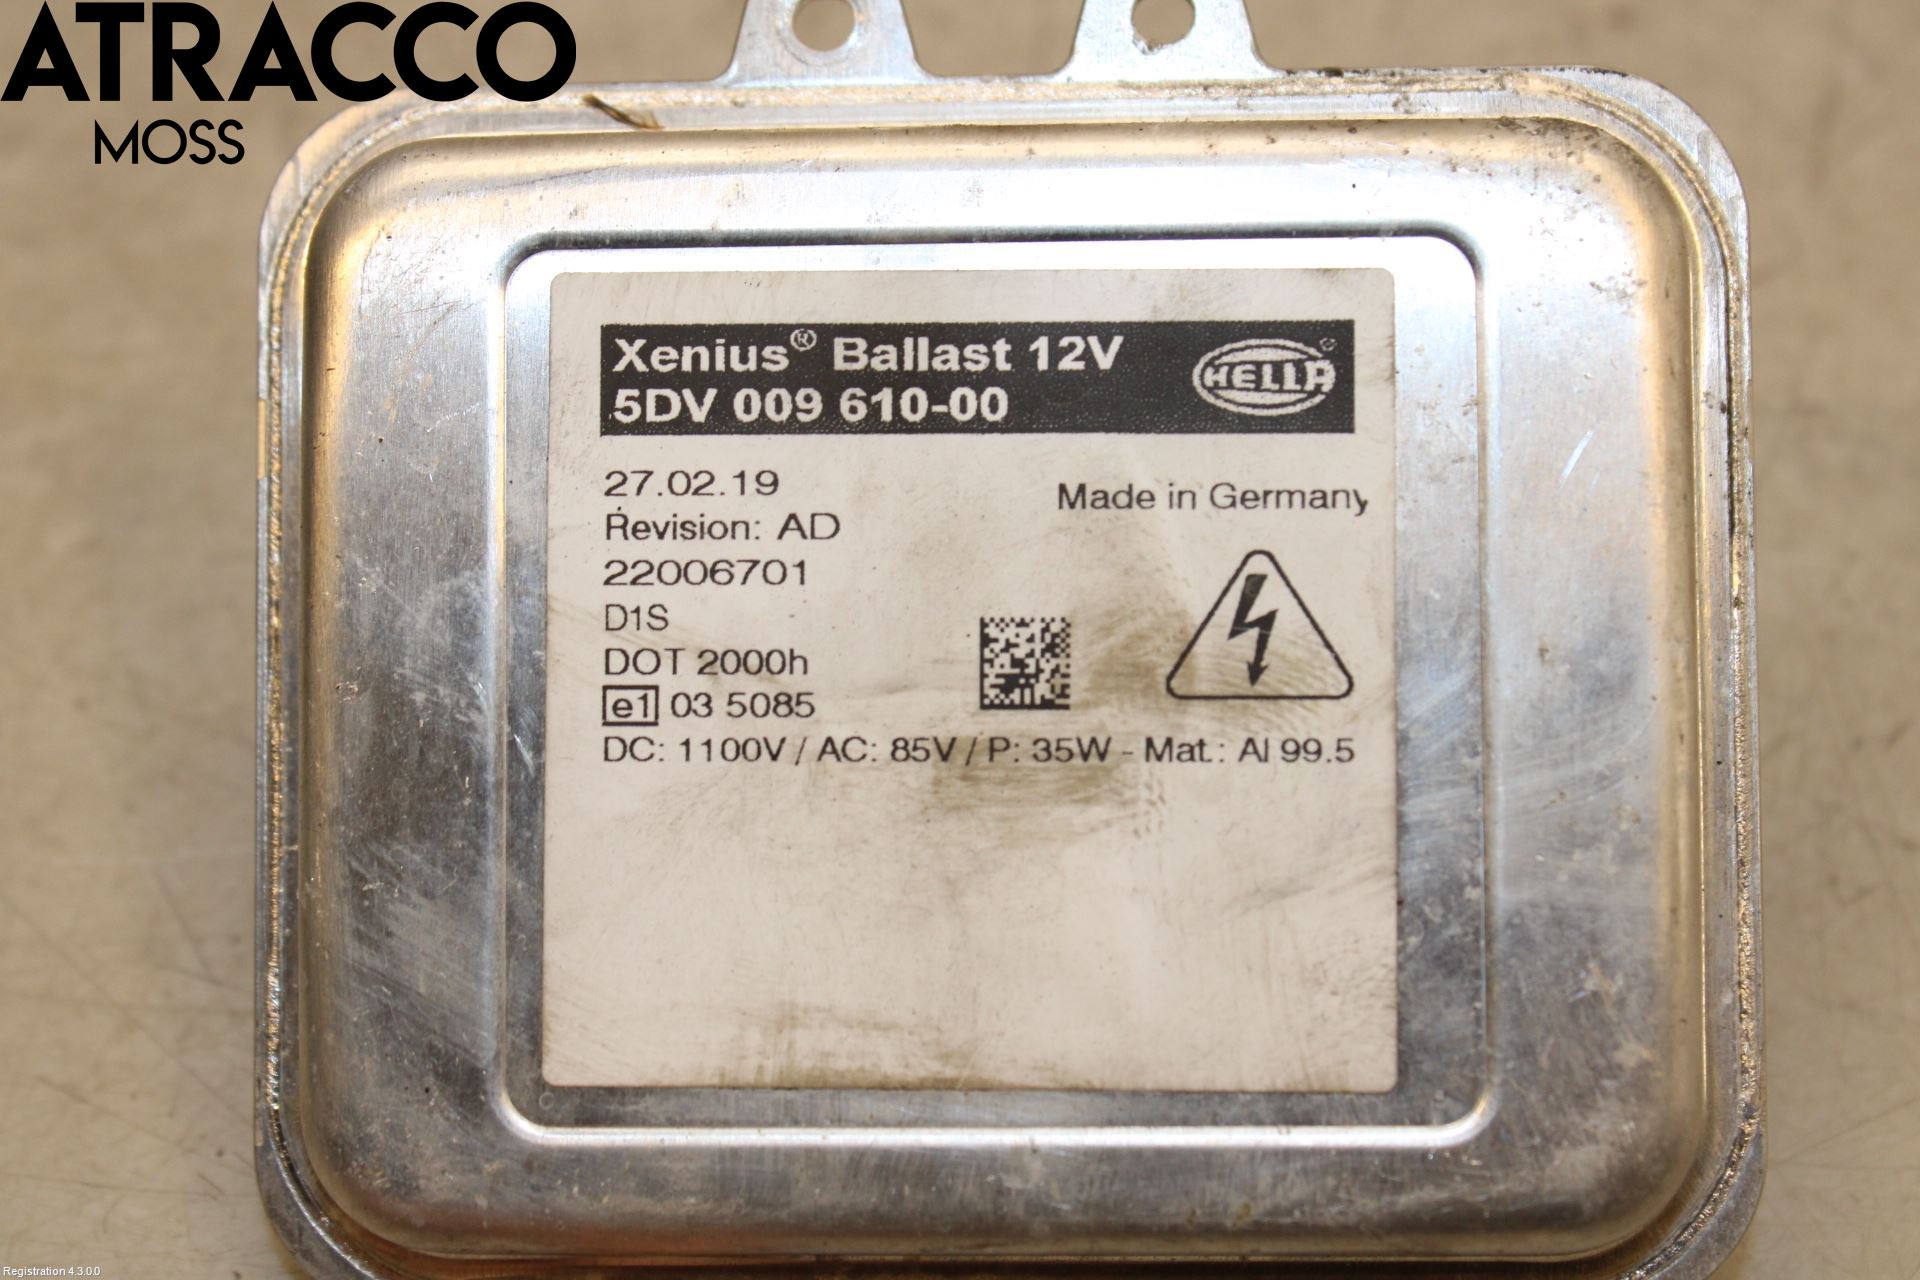 ATRACCO
MOSS
Xenius® Ballast 12V
5DV 009 610-00
HELLA
27.02.19
Made in Germany
Revision: AD
22006701
D1S
DOT 2000h
e1 03 5085
DC: 1100V / AC: 85V / P: 35W - Mat.: Al 99.5
Registration 4.3.0.0